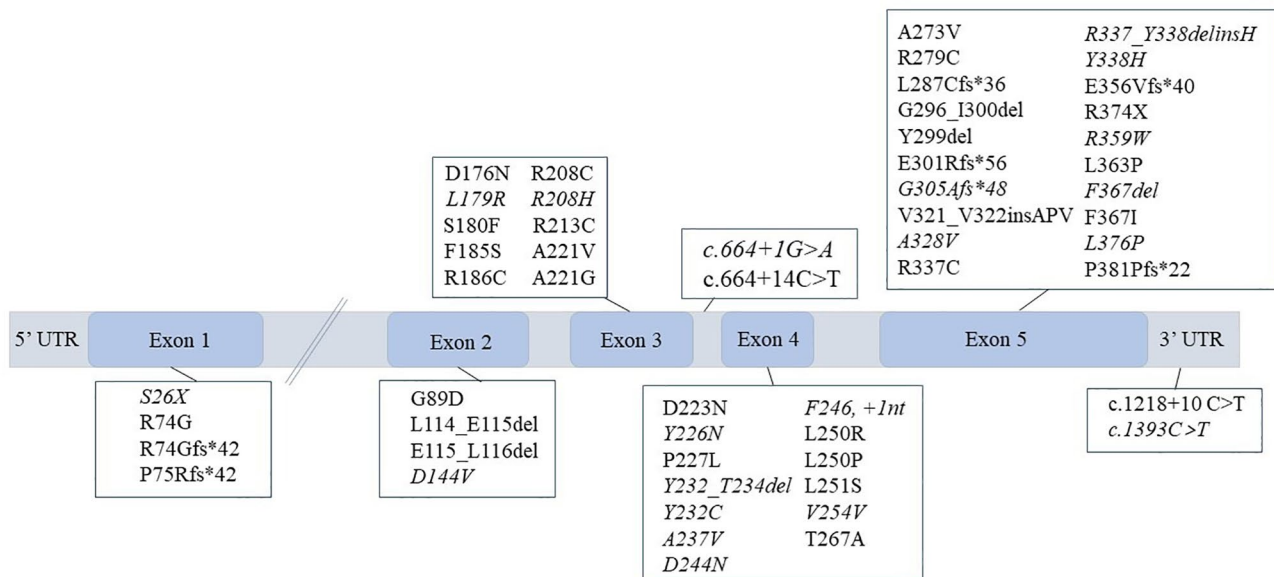 A273V
R279C
L287Cfs*36
G296_I300del
Y299del
E301Rfs*56
G305Afs*48
V321_V322insAPV
A328V
R337C
R337_Y338delinsH
Y338H
E356Vfs*40
R374X
R359W
L363P
F367del
F367I
L376P
P381Pfs*22
D176N
L179R
S180F
F185S
R186C
R208C
R208H
R213C
A221V
A221G
c.664+1G>A
c.664+14C>T
5’ UTR
Exon 1
Exon 2
Exon 3
Exon 4
Exon 5
3’ UTR
S26X
R74G
R74Gfs*42
P75Rfs*42
G89D
L114_E115del
E115_L116del
D144V
D223N
Y226N
P227L
Y232_T234del
Y232C
A237V
D244N
F246, +1nt
L250R
L250P
L251S
V254V
T267A
c.1218+10 C>T
c.1393C>T